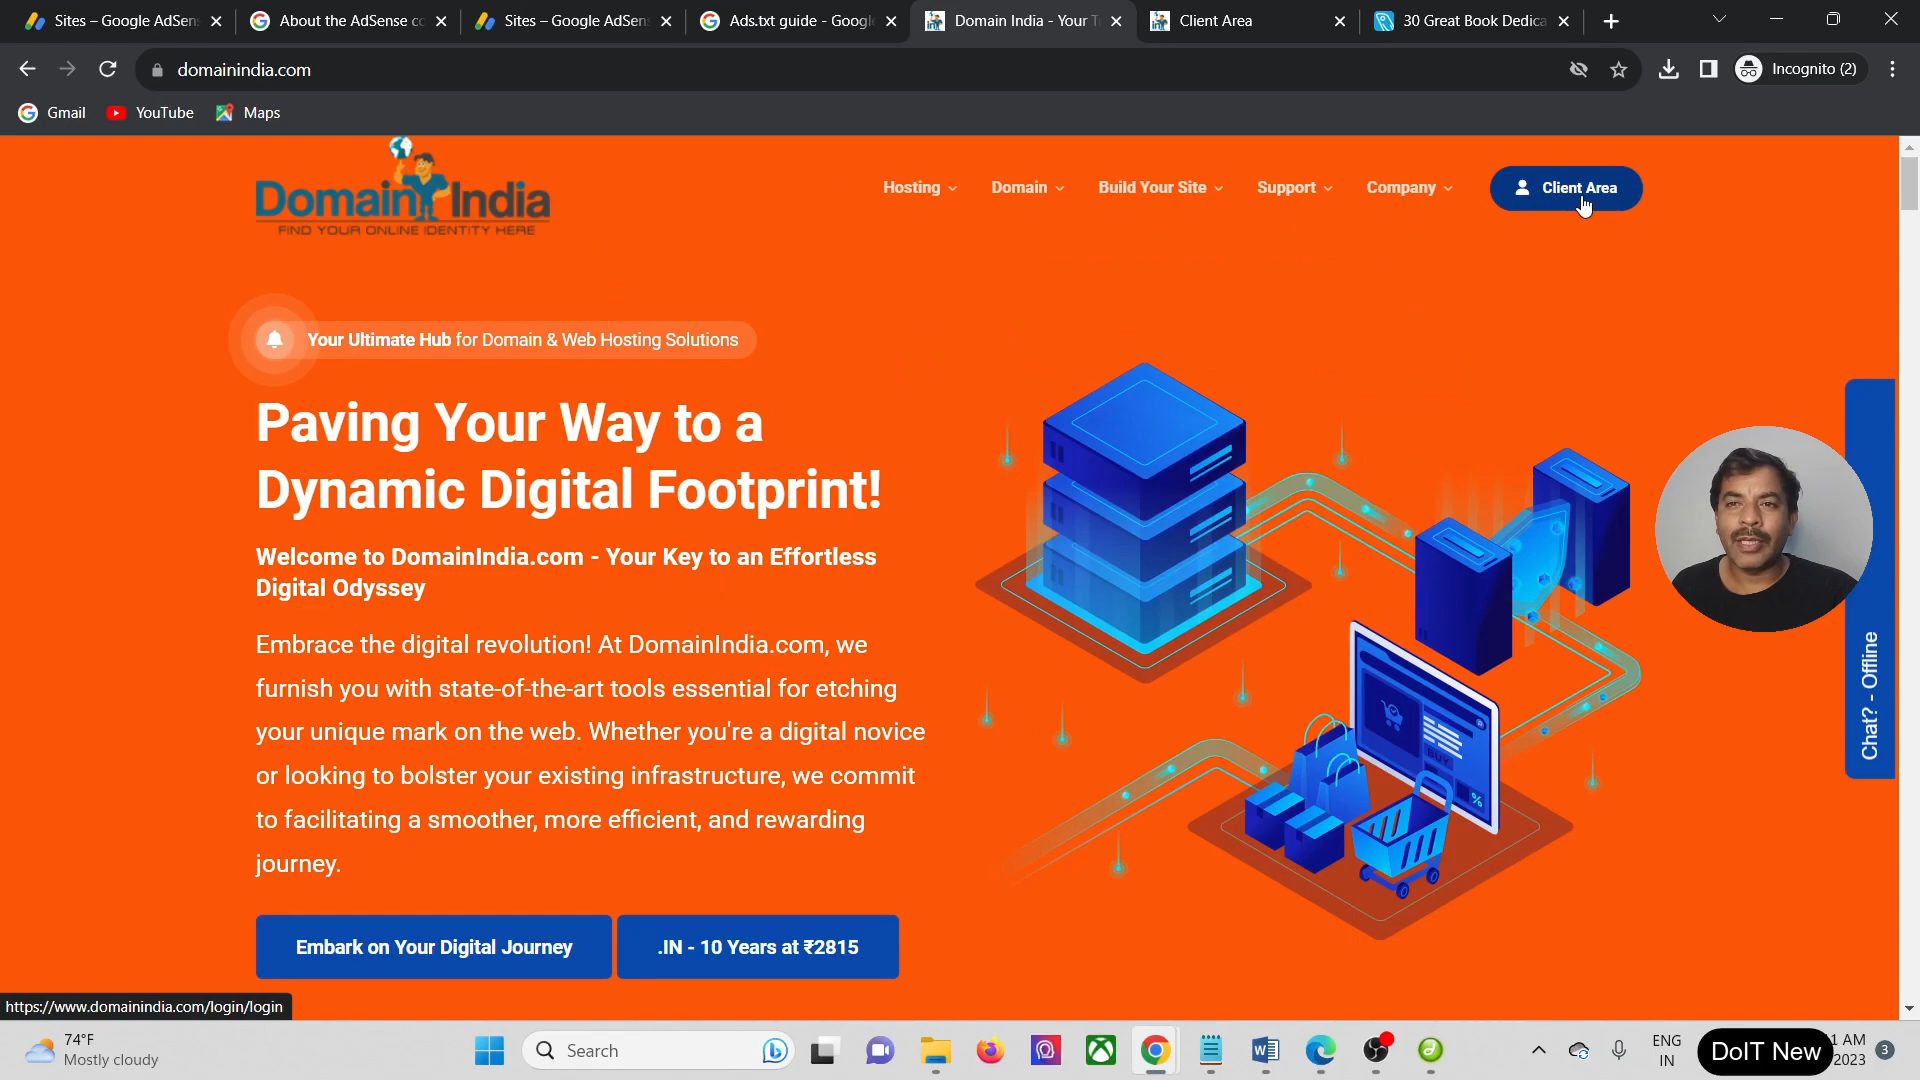 Sites – Google AdSens
About the AdSense co
Sites – Google AdSens
Ads.txt guide - Google
Domain India - Your T
Client Area
30 Great Book Dedica
domainindia.com
Incognito (2)
Gmail
YouTube
Maps
Domain India
FIND YOUR ONLINE IDENTITY HERE
Hosting
Domain
Build Your Site
Support
Company
Client Area
Your Ultimate Hub for Domain & Web Hosting Solutions
Paving Your Way to a
Dynamic Digital Footprint!
Welcome to DomainIndia.com - Your Key to an Effortless
Digital Odyssey
Embrace the digital revolution! At DomainIndia.com, we
furnish you with state-of-the-art tools essential for etching
your unique mark on the web. Whether you're a digital novice
or looking to bolster your existing infrastructure, we commit
to facilitating a smoother, more efficient, and rewarding
journey.
BUY
%
Embark on Your Digital Journey
.IN - 10 Years at ₹2815
Chat? - Offline
https://www.domainindia.com/login/login
74°F
Mostly cloudy
Search
ENG
IN
DoIT New
1 AM
2023
3